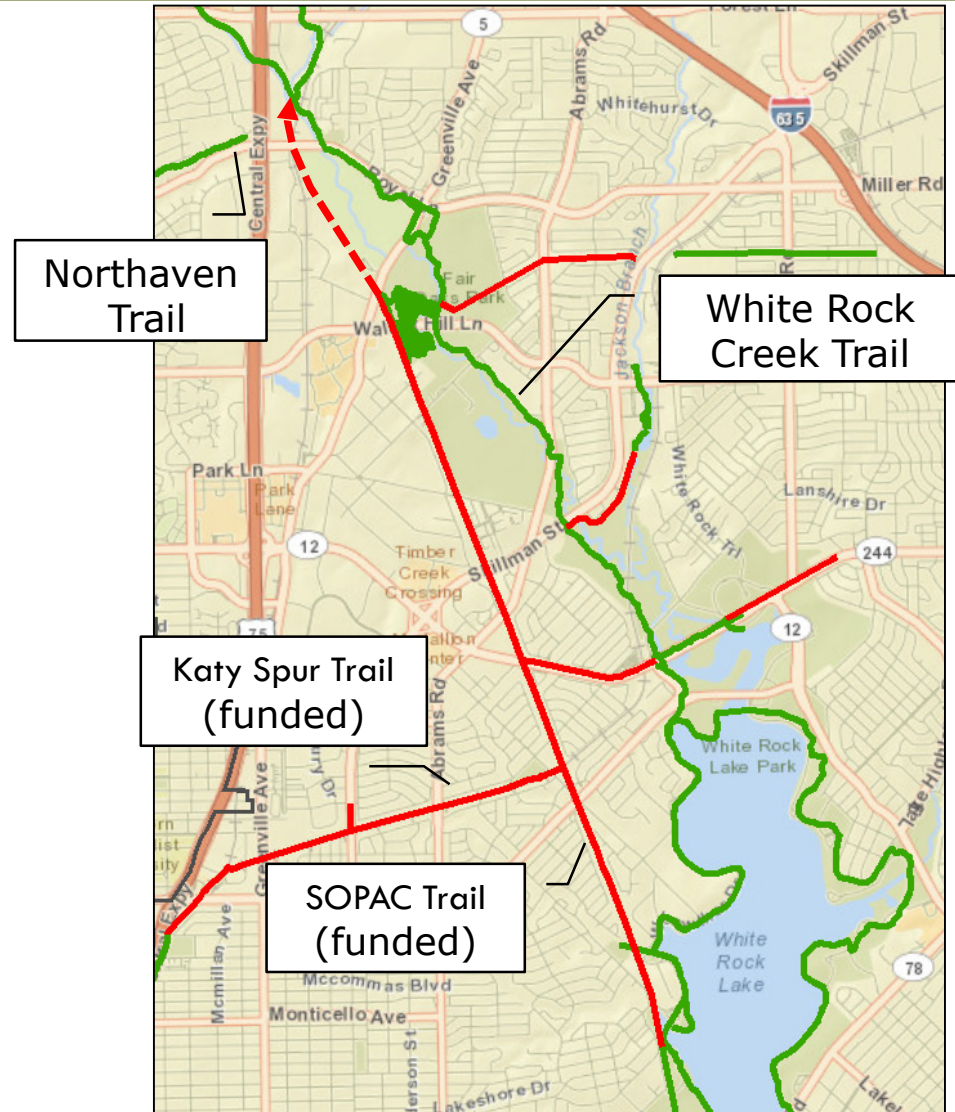 Forest Ln
5
Skillman St
Abrams Rd
Greenville Ave
Whitehurst Dr
635
Central Expy
Miller Rd
Northaven
Trail
Fair
Park
Hill Ln
Jackson Branch
White Rock
Creek Trail
Park Ln
Park
Lane
White Rock Trl
Lanshire Dr
12
Timber
Creek
Crossing
Skillman St
244
75
12
Katy Spur Trail
(funded)
Abrams Rd
White Rock
Lake Park
Greenville Ave
SOPAC Trail
(funded)
White
Rock
Lake
78
Mcmillan Ave
Mccommas Blvd
Monticello Ave
Lakeshore Dr